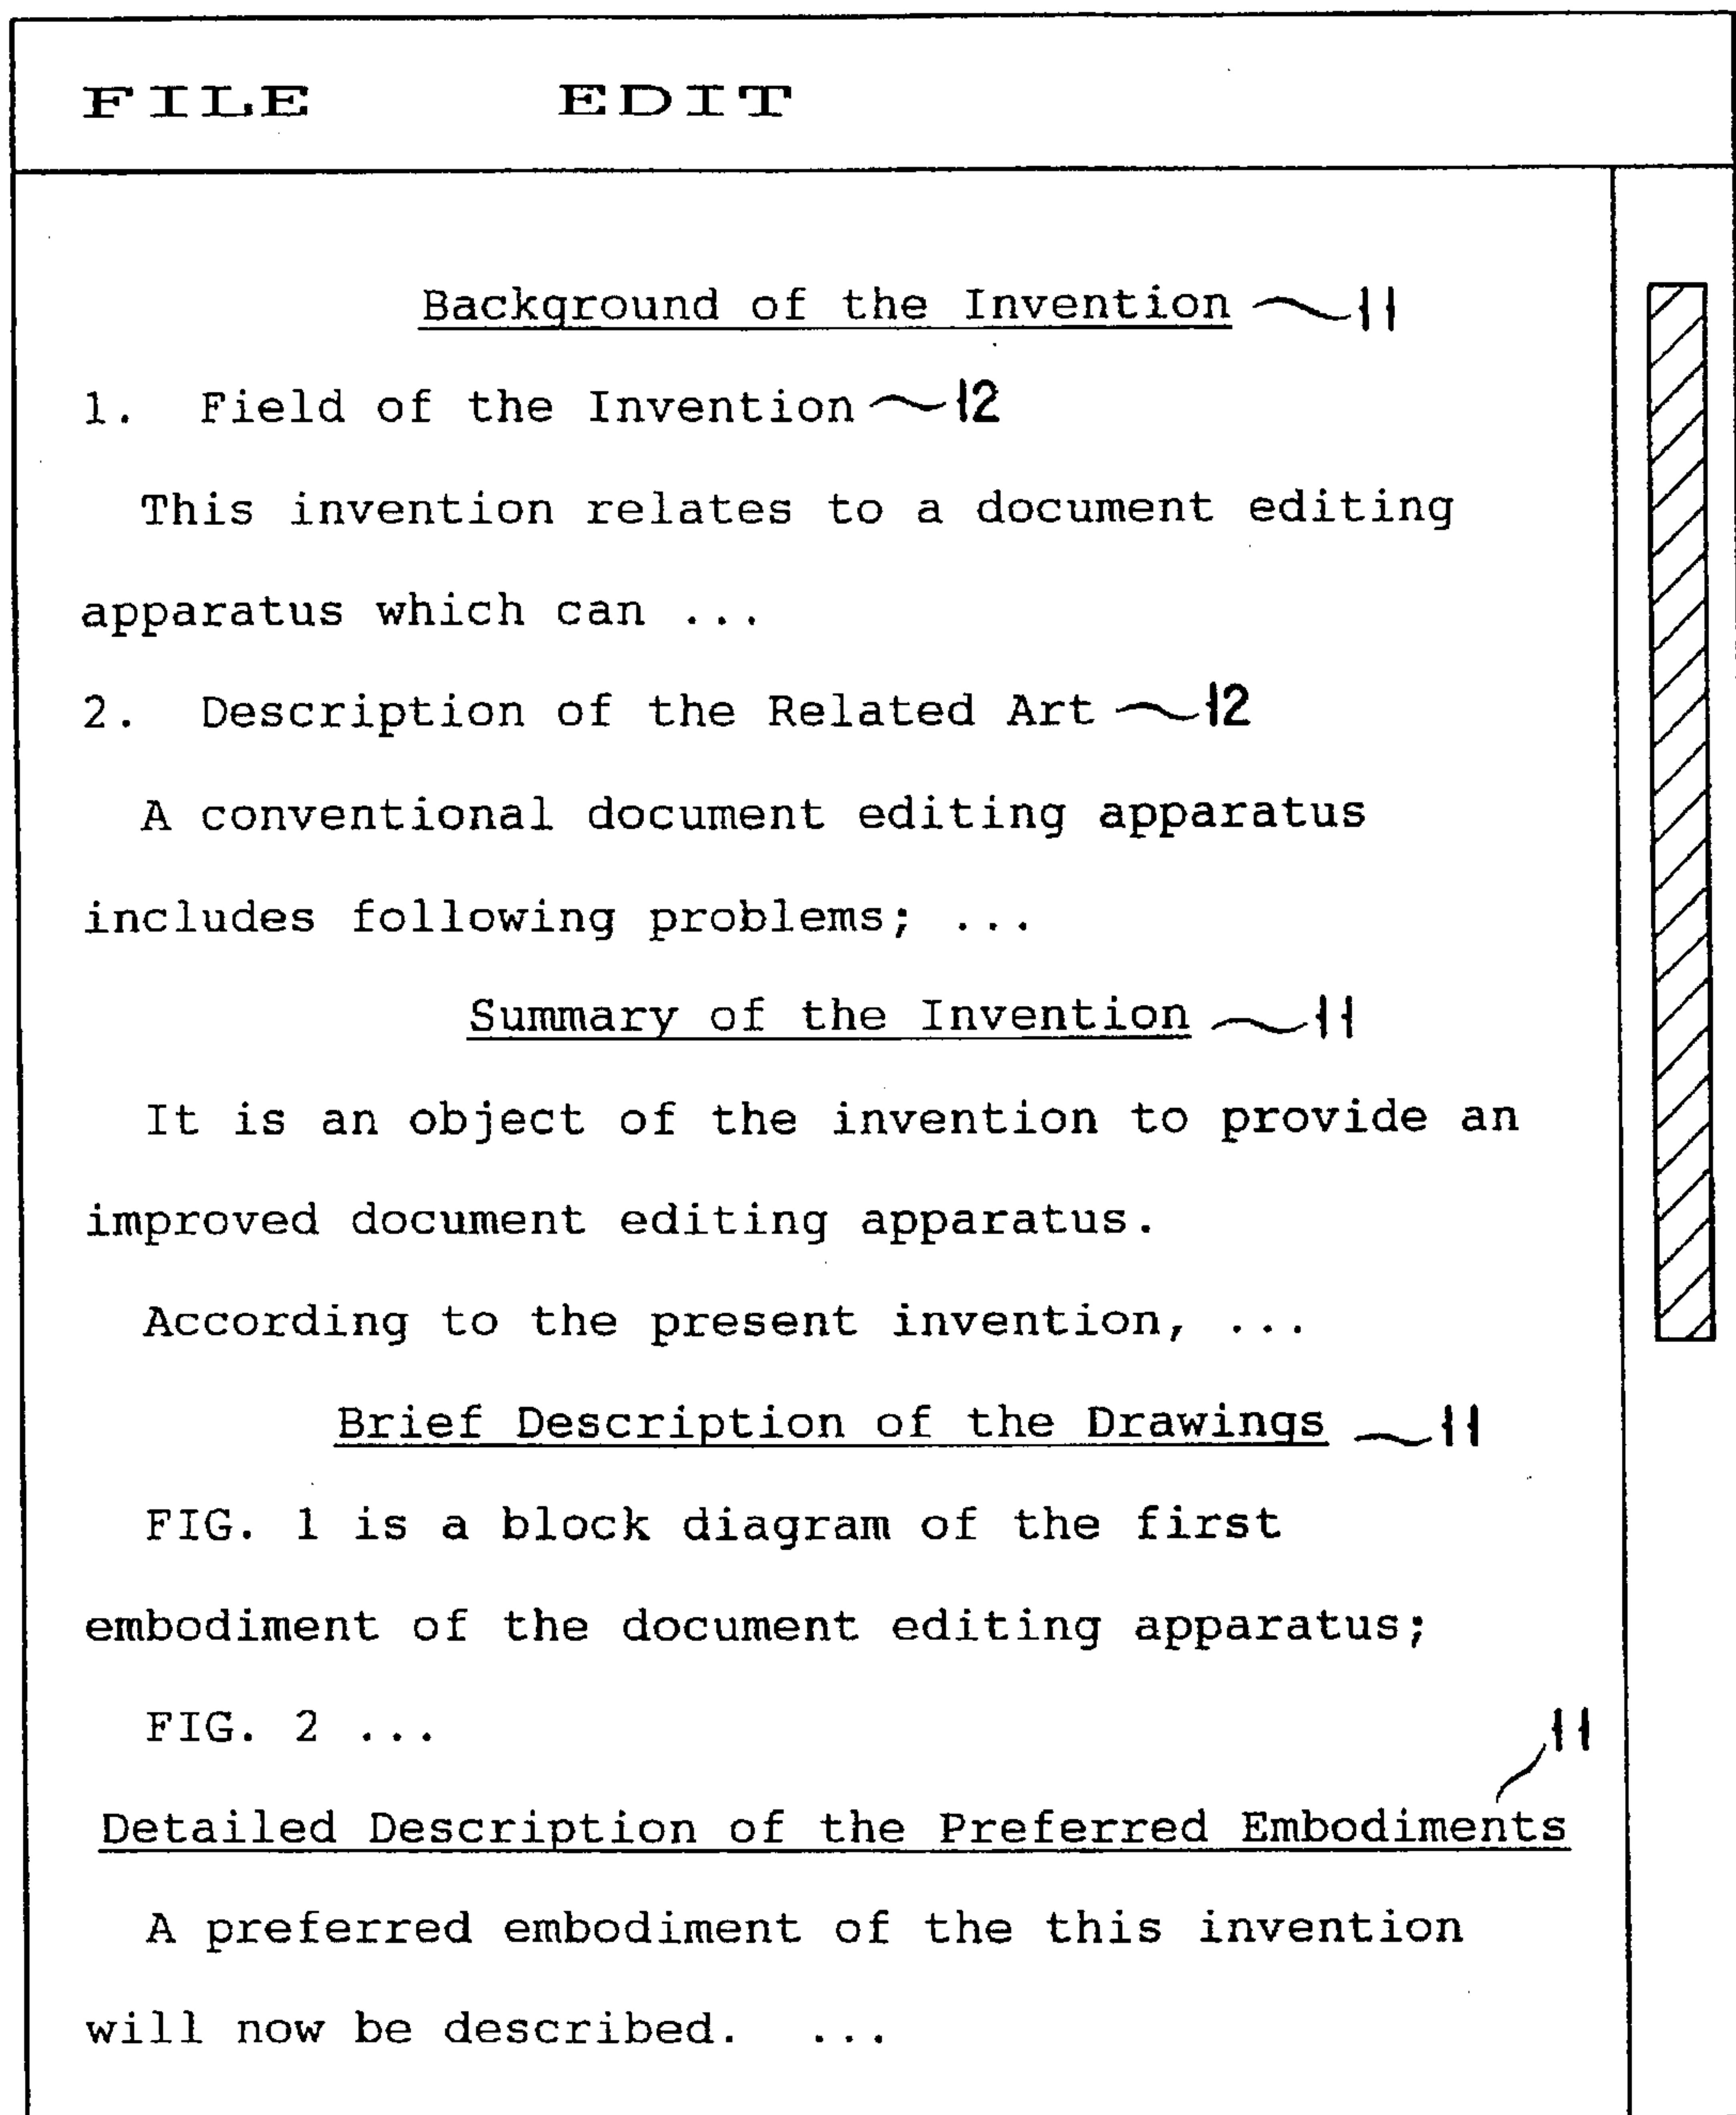 FILE EDIT
Background of the Invention 11
1. Field of the Invention 12
This invention relates to a document editing
apparatus which can ...
2. Description of the Related Art 12
A conventional document editing apparatus
includes following problems; ...
Summary of the Invention 11
It is an object of the invention to provide an
improved document editing apparatus.
According to the present invention, ...
Brief Description of the Drawings 11
FIG. 1 is a block diagram of the first
embodiment of the document editing apparatus;
FIG. 2 ...
11
Detailed Description of the Preferred Embodiments
A preferred embodiment of the this invention
will now be described. ...